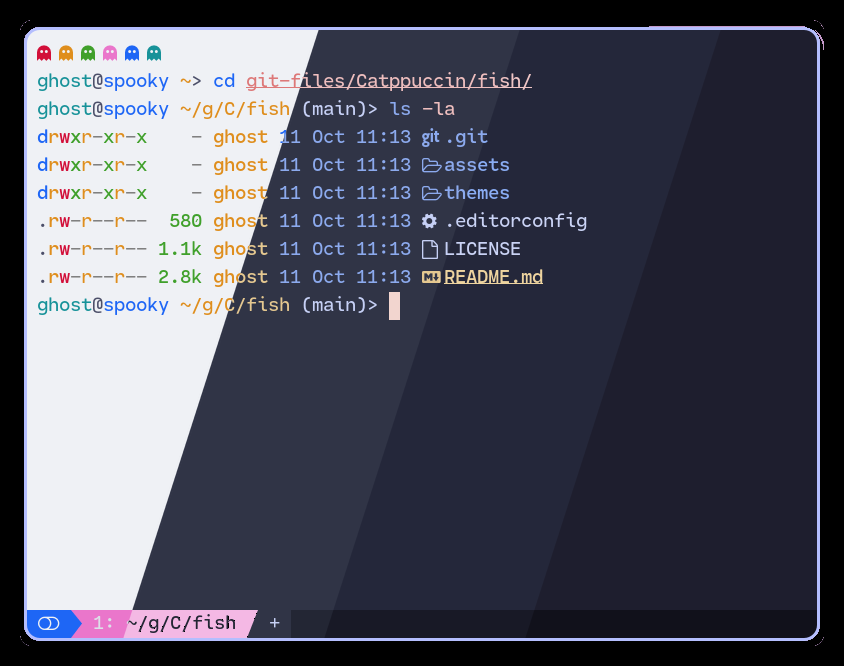 ghost@spooky ~> cd git-files/Catppuccin/fish/
ghost@spooky ~/g/C/fish (main)> ls -la
drwxr-xr-x    - ghost 11 Oct 11:13 git .git
drwxr-xr-x    - ghost 11 Oct 11:13 assets
drwxr-xr-x    - ghost 11 Oct 11:13 themes
.rw-r--r--  580 ghost 11 Oct 11:13 .editorconfig
.rw-r--r-- 1.1k ghost 11 Oct 11:13 LICENSE
.rw-r--r-- 2.8k ghost 11 Oct 11:13 M README.md
ghost@spooky ~/g/C/fish (main)>
1: ~/g/C/fish +